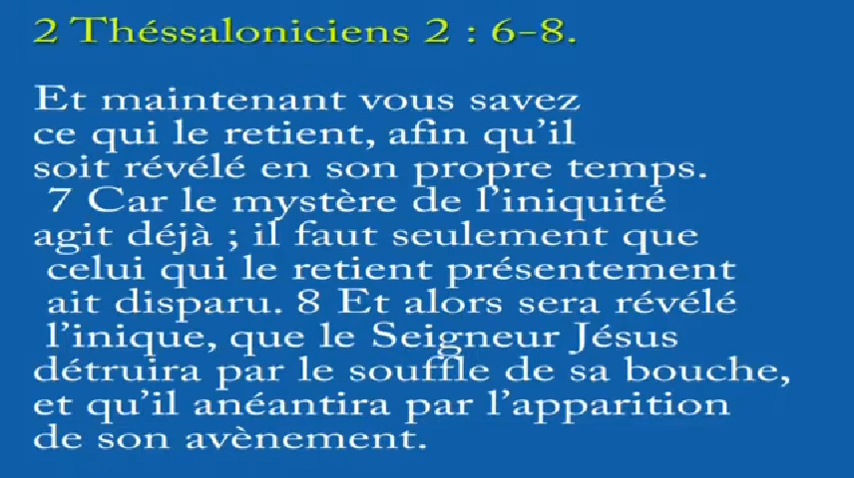 2 Théssaloniciens 2 : 6-8.
Et maintenant vous savez
ce qui le retient, afin qu’il
soit révélé en son propre temps.
7 Car le mystère de l’iniquité
agit déjà ; il faut seulement que
celui qui le retient présentement
ait disparu. 8 Et alors sera révélé
l’inique, que le Seigneur Jésus
détruira par le souffle de sa bouche,
et qu’il anéantira par l’apparition
de son avènement.